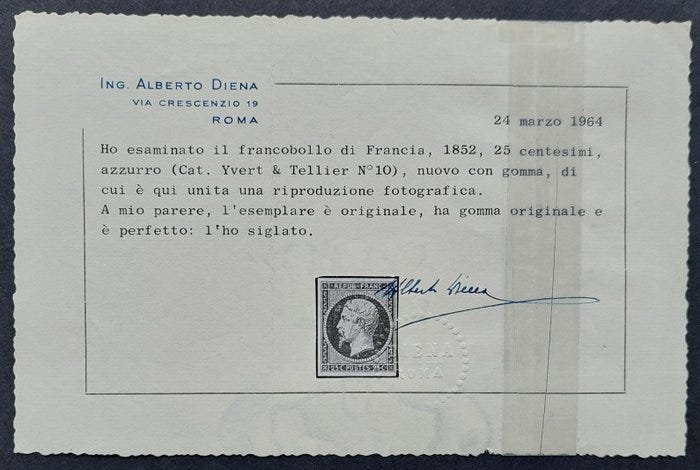 ING. ALBERTO DIENA
VIA CRESCENZIO 19
ROMA
24 marzo 1964
Ho esaminato il francobollo di Francia, 1852, 25 centesimi,
azzurro (Cat. Yvert & Tellier N°10), nuovo con gomma, di
cui è qui unita una riproduzione fotografica.
A mio parere, l'esemplare è originale, ha gomma originale e
è perfetto: l'ho siglato.
REPUB. FRANC.
25 C. POSTES 25 C.
Alberto Diena
DIENA
ROMA